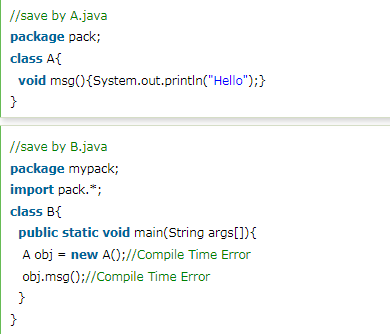 //save by A.java
package pack;
class A{
void msg(){System.out.println("Hello");}
}
//save by B.java
package mypack;
import pack.*;
class B{
public static void main(String args[]){
A obj = new A();//Compile Time Error
obj.msg();//Compile Time Error
}
}